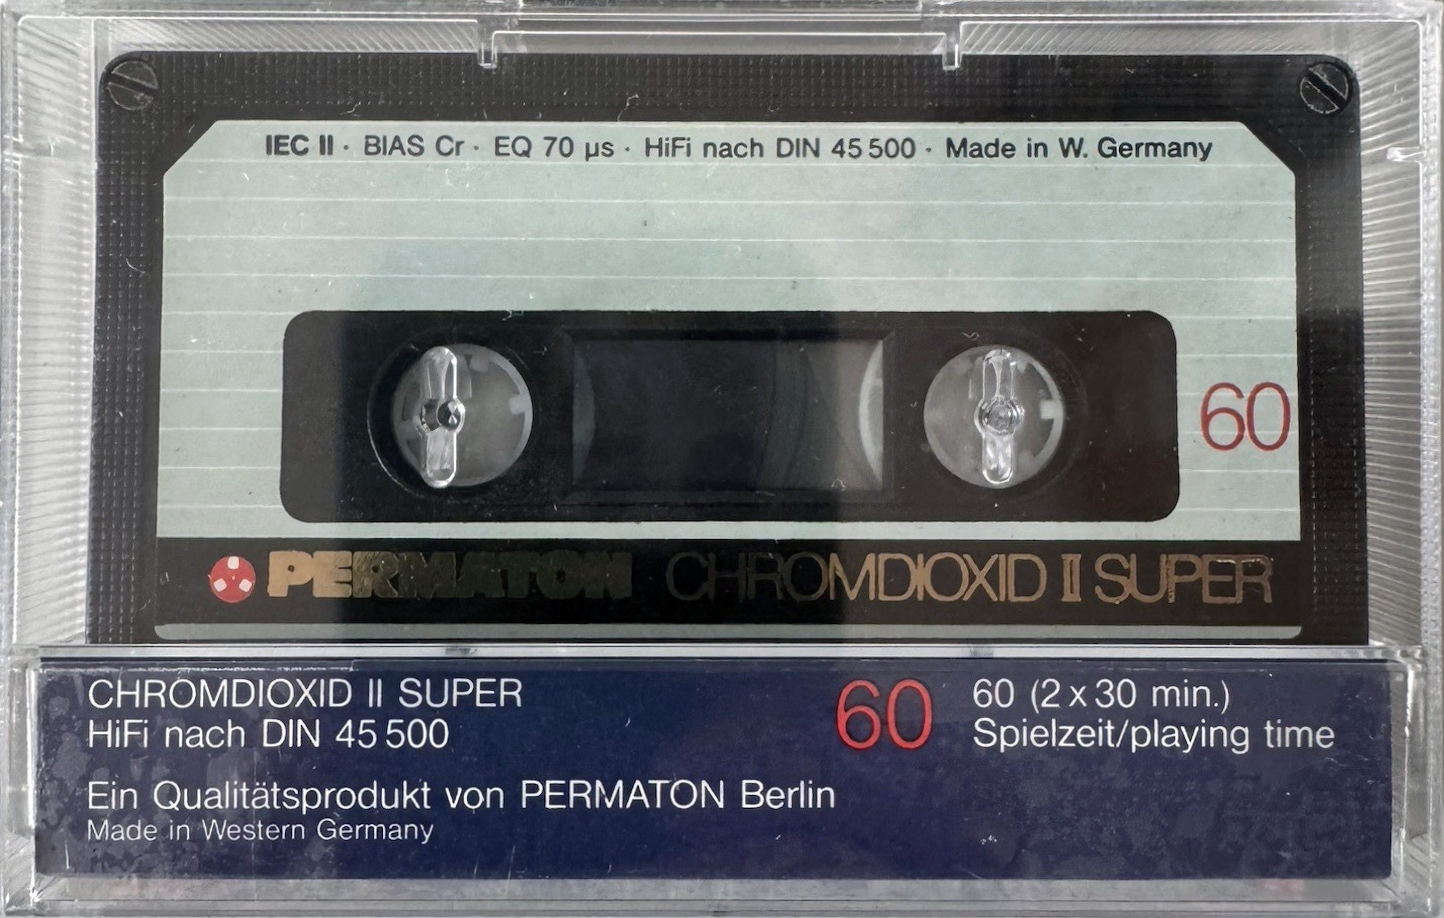 IEC II · BIAS Cr · EQ 70 µs · HiFi nach DIN 45 500 · Made in W. Germany
60
PERMATON CHROMDIOXID II SUPER
CHROMDIOXID II SUPER
HiFi nach DIN 45 500
60
60 (2 x 30 min.)
Spielzeit/playing time
Ein Qualitätsprodukt von PERMATON Berlin
Made in Western Germany